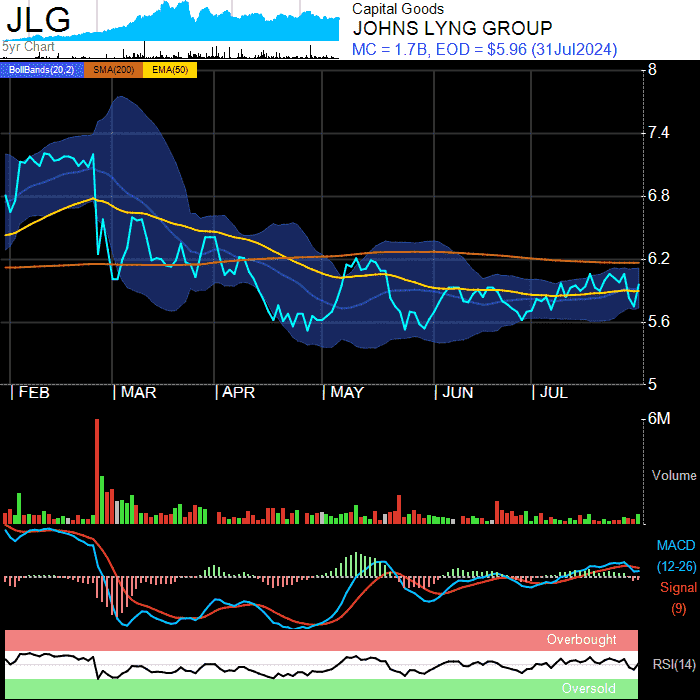 JLG
Capital Goods
JOHNS LYNG GROUP
5yr Chart
MC = 1.7B, EOD = $5.96 (31Jul2024)
BollBands(20,2) SMA(200) EMA(50)
8
7.4
6.8
6.2
5.6
5
FEB MAR APR MAY JUN JUL
6M
Volume
MACD
(12-26)
Signal
(9)
Overbought
RSI(14)
Oversold